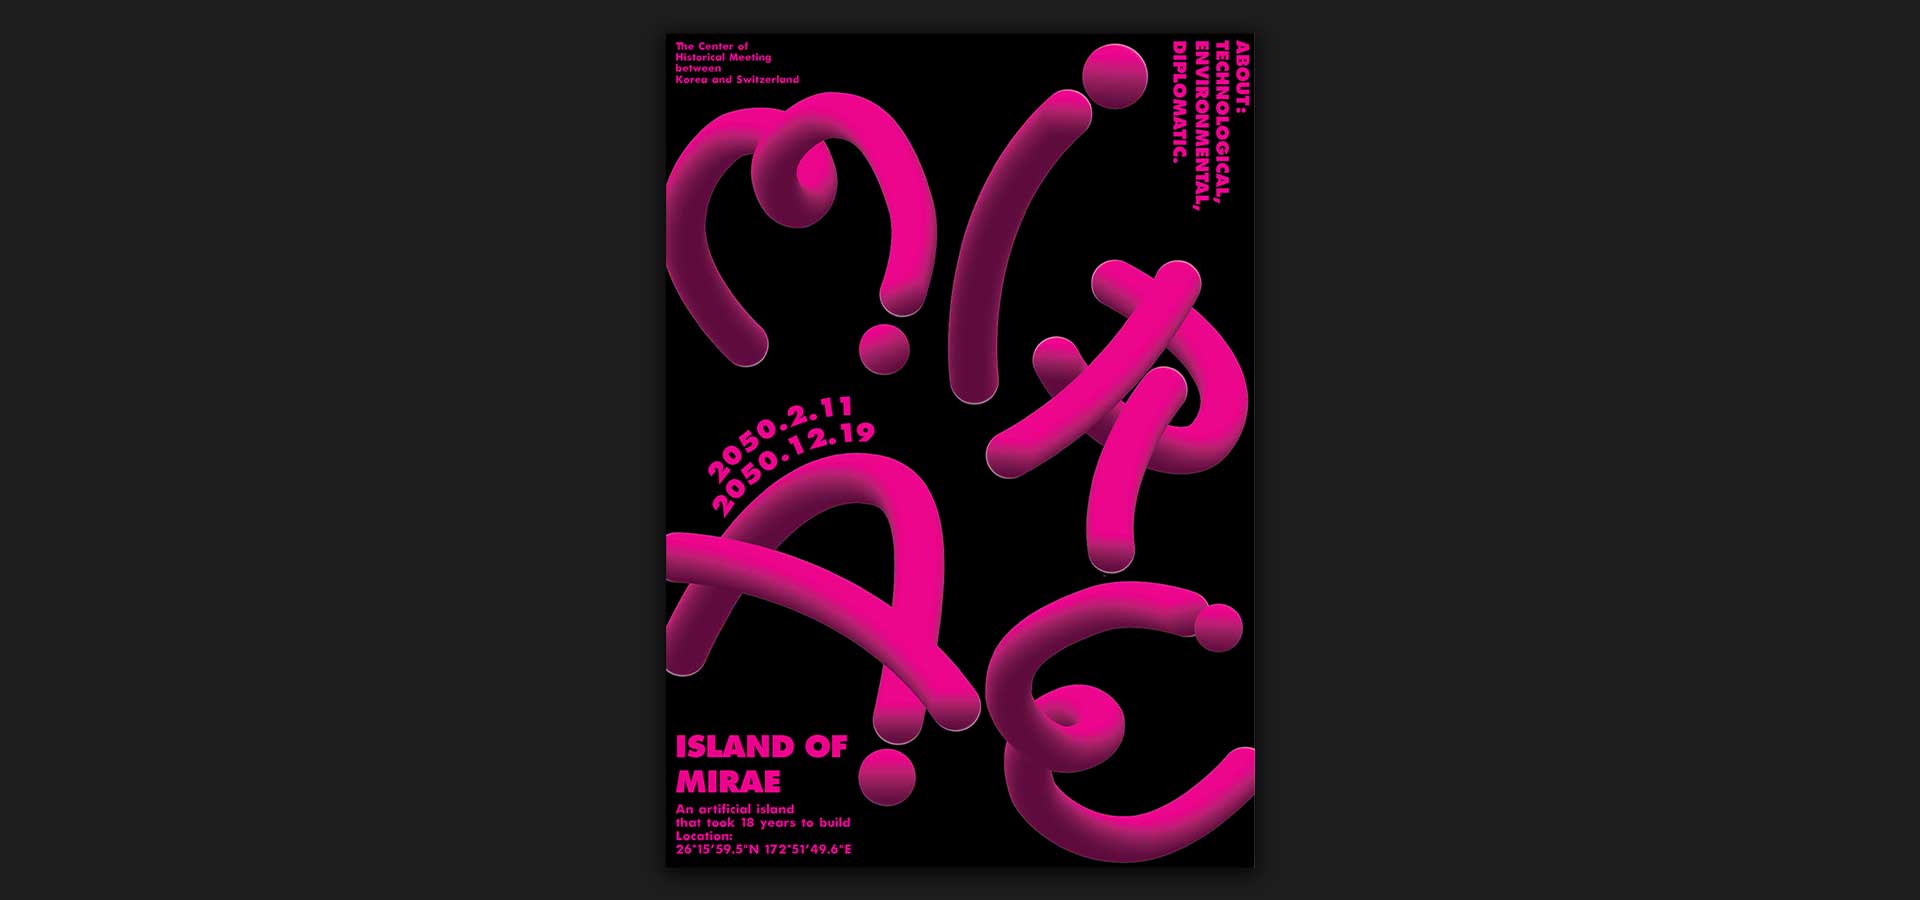 The Center of
Historical Meeting
between
Korea and Switzerland
ABOUT:
TECHNOLOGICAL,
ENVIRONMENTAL,
DIPLOMATIC.
MIRAE
2050.2.11
2050.12.19
ISLAND OF
MIRAE
An artificial island
that took 18 years to build
Location:
26°15'59.5"N 172°51'49.6"E